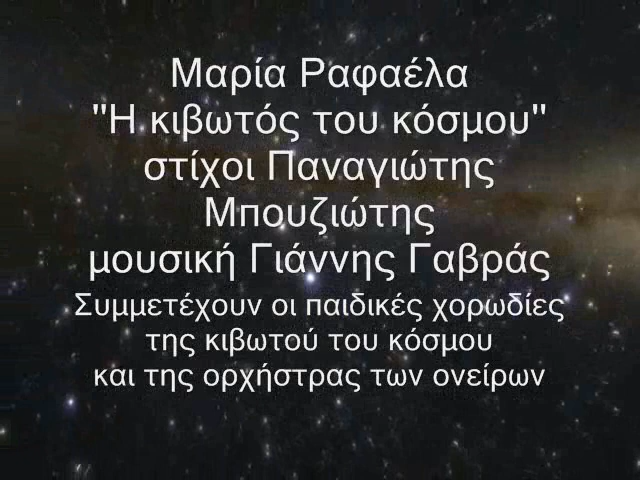 Μαρία Ραφαέλα
"Η κιβωτός του κόσμου"
στίχοι Παναγιώτης
Μπουζιώτης
μουσική Γιάννης Γαβράς
Συμμετέχουν οι παιδικές χορωδίες
της κιβωτού του κόσμου
και της ορχήστρας των ονείρων